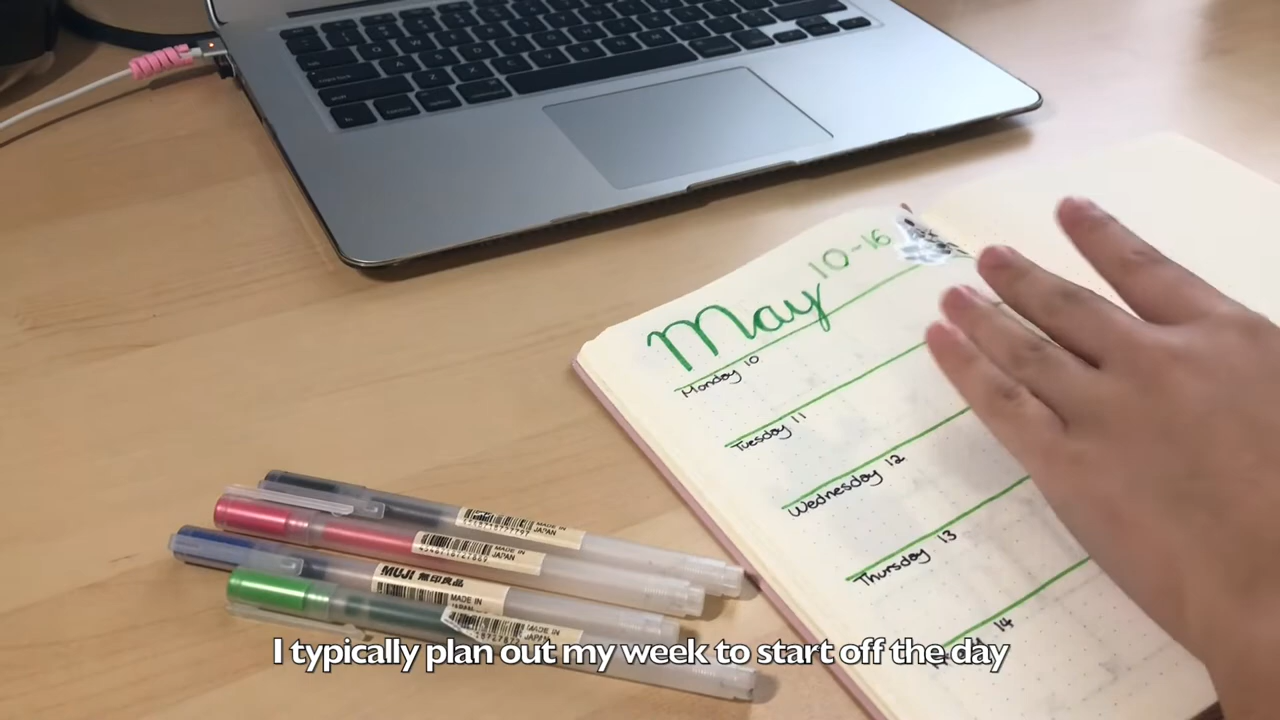 May 10-16
Monday 10
Tuesday 11
Wednesday 12
Thursday 13
14
MADE IN
JAPAN
MADE IN
JAPAN
MUJI 無印良品
MADE IN
JAPAN
I typically plan out my week to start off the day